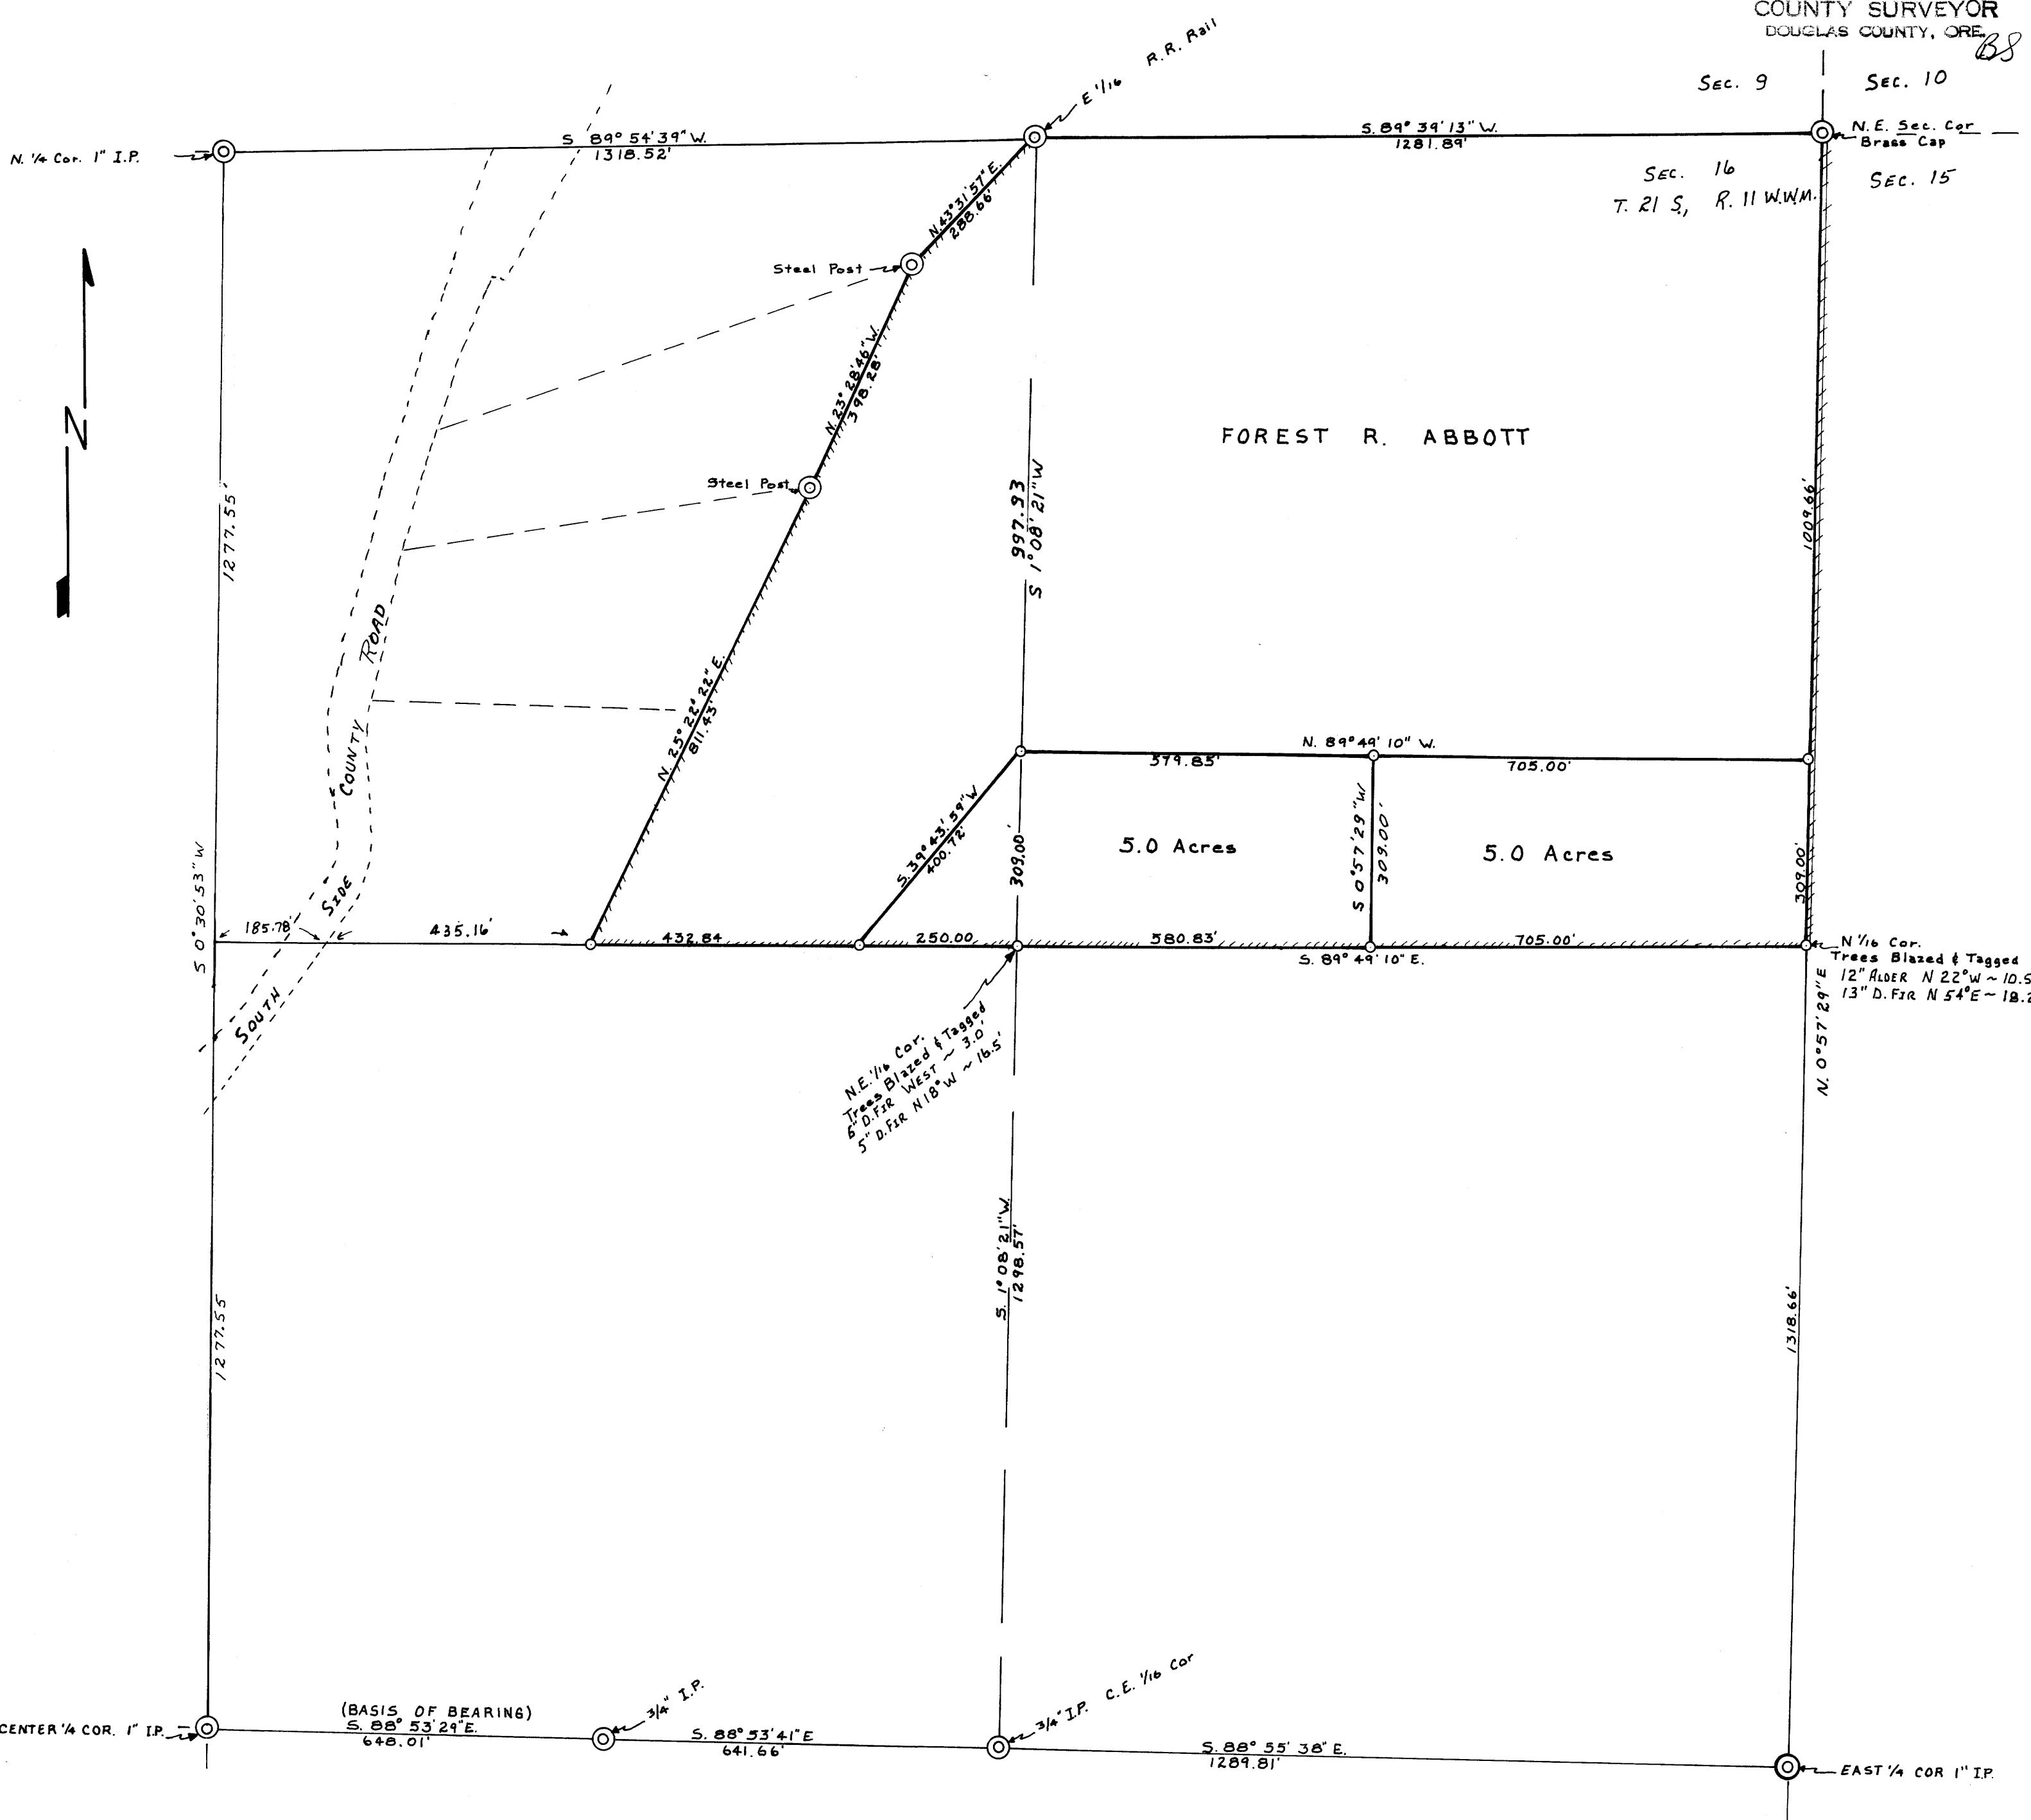 COUNTY SURVEYOR
DOUGLAS COUNTY, ORE.
BS
SEC. 9
SEC. 10
E 1/16 R.R. Rail
N. 1/4 Cor. 1" I.P.
S 89° 54' 39" W.
1318.52'
S. 89° 39' 13" W.
1281.89'
N.E. Sec. Cor
Brass Cap
SEC. 16
T. 21 S., R. 11 W.W.M.
SEC. 15
N. 43° 31' 57" E.
288.66'
Steel Post
N. 23° 28' 46" W.
398.28'
Steel Post
N
FOREST R. ABBOTT
1277.55'
997.93
S 1° 08' 21" W
1009.66'
N. 25° 22' 22" E.
811.43'
SOUTH SIDE COUNTY ROAD
N. 89° 49' 10" W.
579.85'
705.00'
S. 39° 43' 59" W
400.72'
309.00'
5.0 Acres
S 0° 57' 29" W
309.00'
5.0 Acres
309.00'
S 0° 30' 53" W
185.78'
435.16'
432.84
250.00
580.83'
705.00'
S. 89° 49' 10" E.
N 1/16 Cor.
Trees Blazed & Tagged
12" ALDER N 22° W ~ 10.5
13" D. FIR N 54° E ~ 18.2
N.E. 1/16 Cor.
Trees Blazed & Tagged
6" D. FIR WEST ~ 3.0'
5" D. FIR N 18° W ~ 16.5'
N. 0° 57' 29" E
1277.55
S. 1° 08' 21" W.
1298.57'
1318.66'
CENTER 1/4 COR. 1" I.P.
(BASIS OF BEARING)
S. 88° 53' 29" E.
648.01'
3/4" I.P.
S. 88° 53' 41" E
641.66'
3/4" I.P. C.E. 1/16 Cor
S. 88° 55' 38" E.
1289.81'
EAST 1/4 COR 1" I.P.